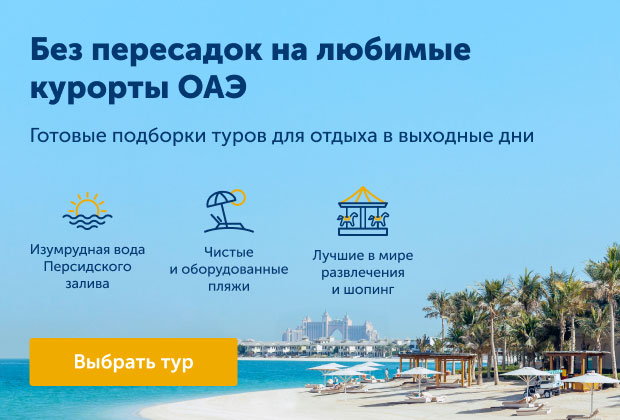 Без пересадок на любимые
курорты ОАЭ
Готовые подборки туров для отдыха в выходные дни
Изумрудная вода
Персидского
залива
Чистые
и оборудованные
пляжи
Лучшие в мире
развлечения
и шопинг
Выбрать тур